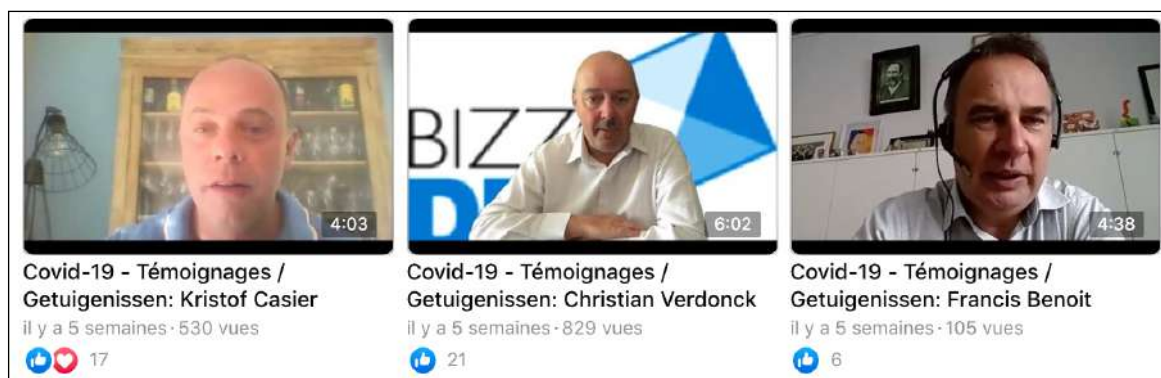 BIZZ
4:03
6:02
4:38
Covid-19 - Témoignages /
Getuigenissen: Kristof Casier
il y a 5 semaines · 530 vues
17
Covid-19 - Témoignages /
Getuigenissen: Christian Verdonck
il y a 5 semaines · 829 vues
21
Covid-19 - Témoignages /
Getuigenissen: Francis Benoit
il y a 5 semaines · 105 vues
6